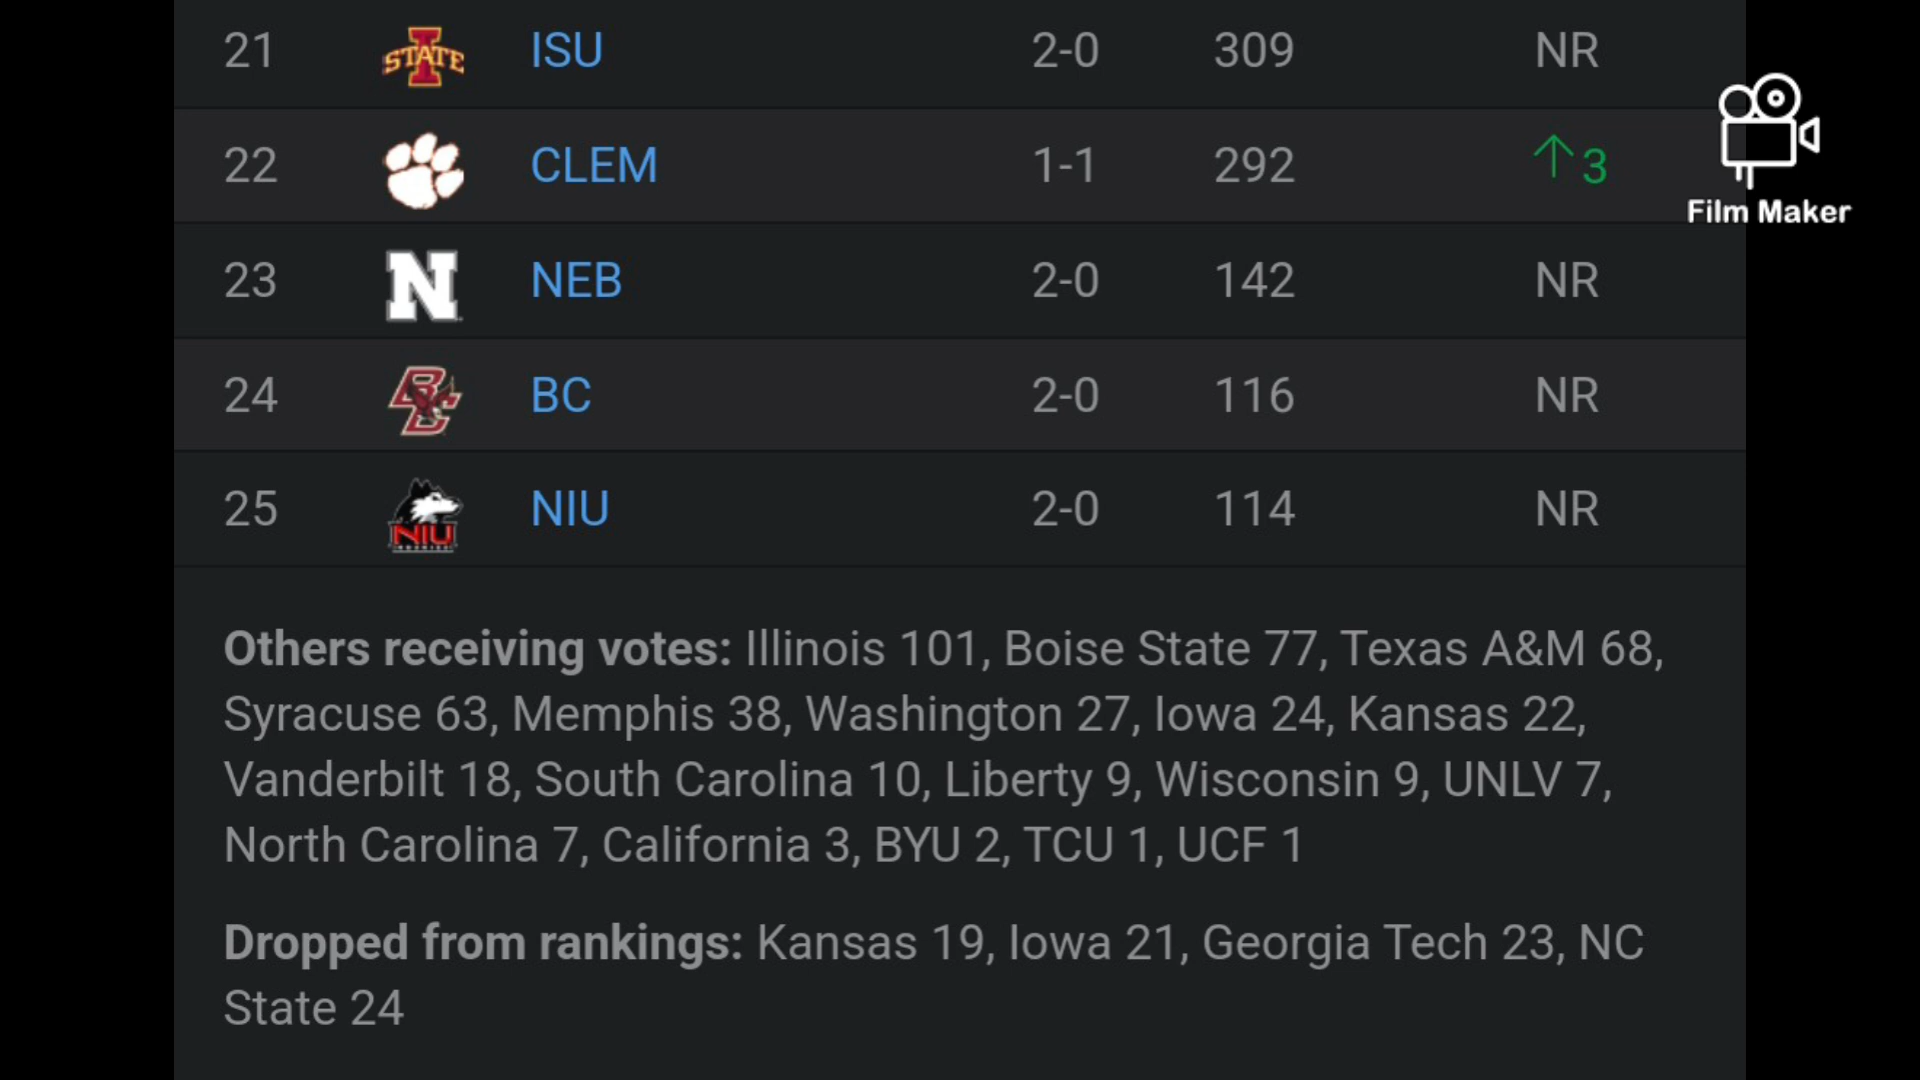 21 STATE ISU 2-0 309 NR
22 CLEM 1-1 292 ↑3
Film Maker
23 N NEB 2-0 142 NR
24 BC BC 2-0 116 NR
25 NIU NIU 2-0 114 NR
Others receiving votes: Illinois 101, Boise State 77, Texas A&M 68,
Syracuse 63, Memphis 38, Washington 27, Iowa 24, Kansas 22,
Vanderbilt 18, South Carolina 10, Liberty 9, Wisconsin 9, UNLV 7,
North Carolina 7, California 3, BYU 2, TCU 1, UCF 1
Dropped from rankings: Kansas 19, Iowa 21, Georgia Tech 23, NC
State 24